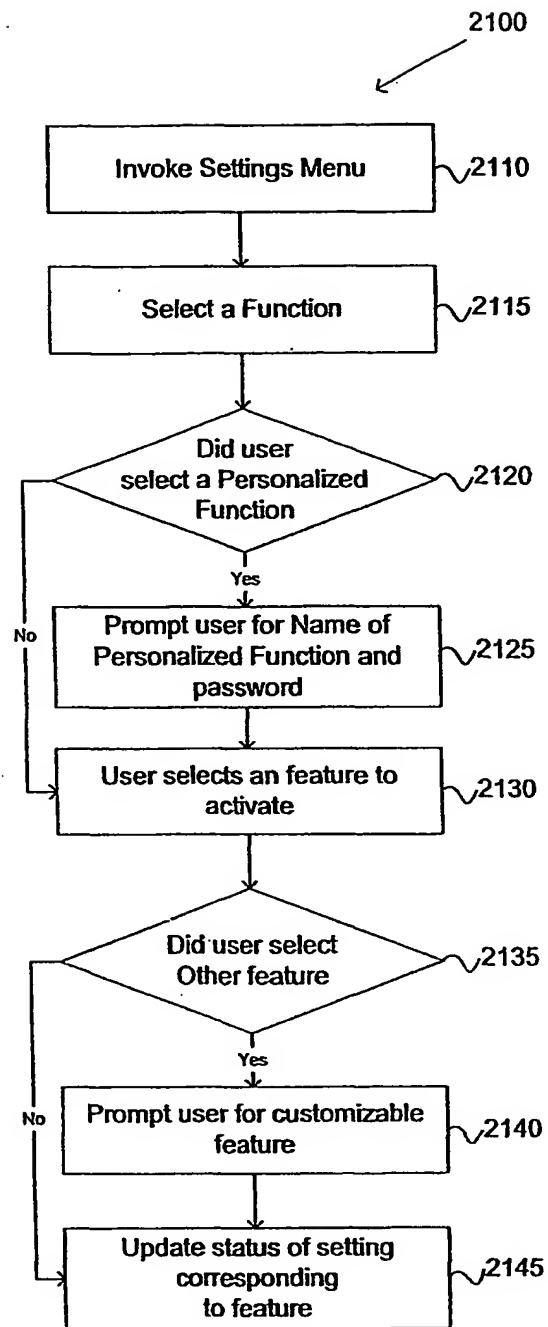 2100
Invoke Settings Menu
2110
Select a Function
2115
Did user
select a Personalized
Function
2120
Yes
No
Prompt user for Name of
Personalized Function and
password
2125
User selects an feature to
activate
2130
Did user select
Other feature
2135
Yes
No
Prompt user for customizable
feature
2140
Update status of setting
corresponding
to feature
2145